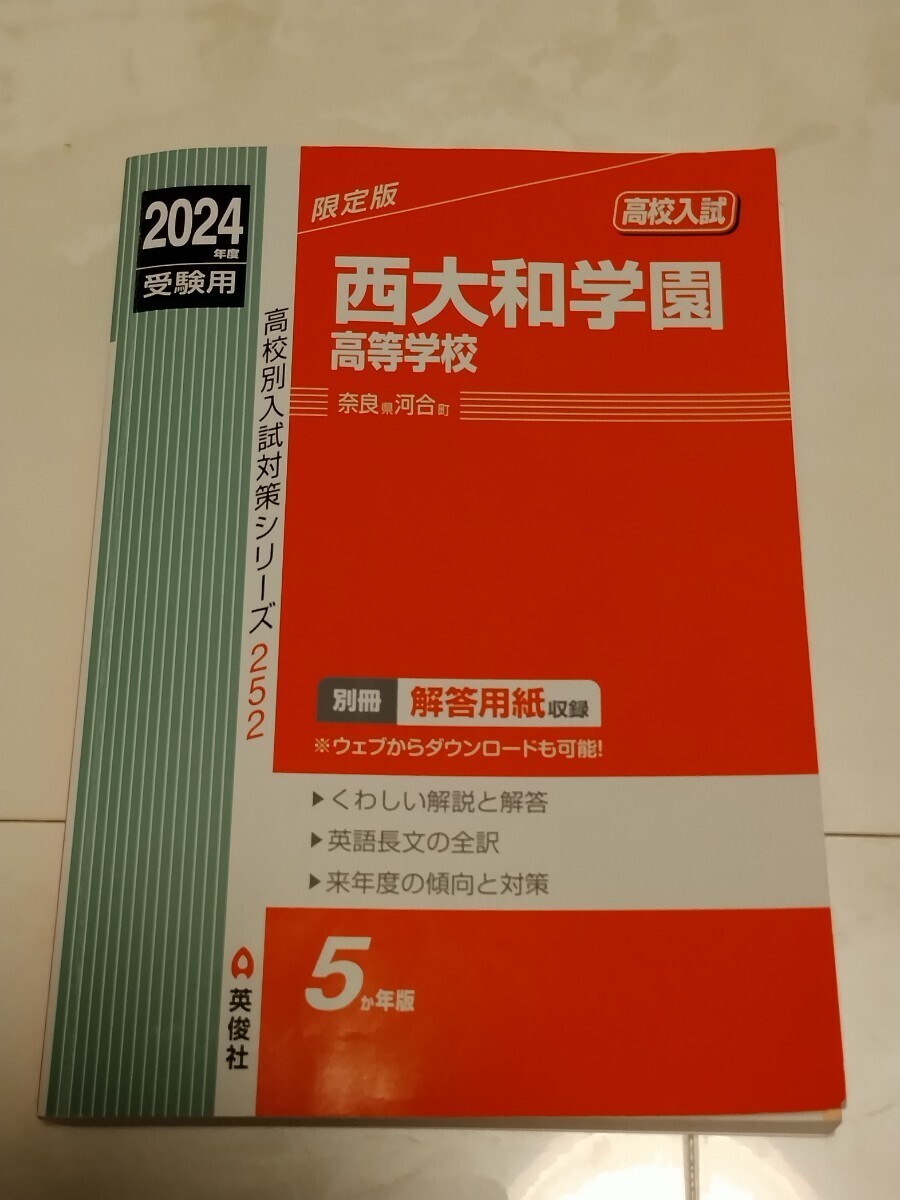 2024
年度
受験用
高校別入試対策シリーズ252
英俊社
限定版
高校入試
西大和学園
高等学校
奈良県河合町
別冊 解答用紙収録
※ウェブからダウンロードも可能!
▶くわしい解説と解答
▶英語長文の全訳
▶来年度の傾向と対策
5か年版